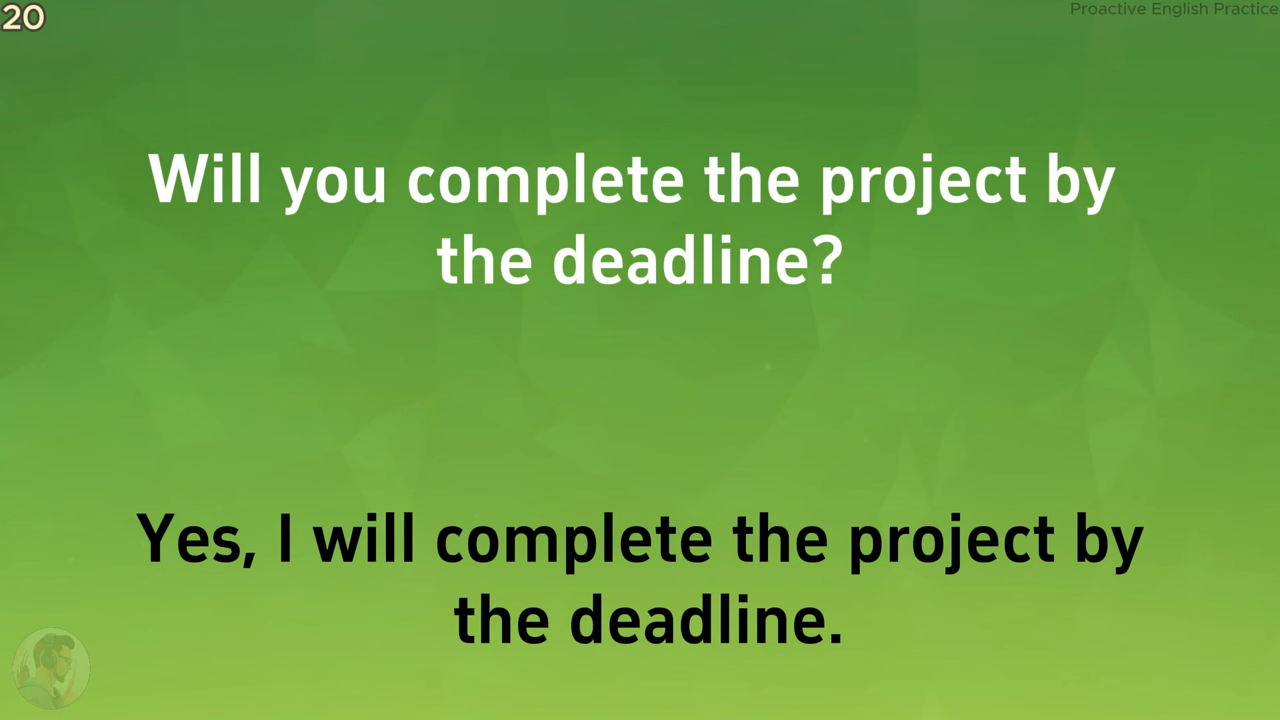 20
Proactive English Practice
Will you complete the project by
the deadline?
Yes, I will complete the project by
the deadline.